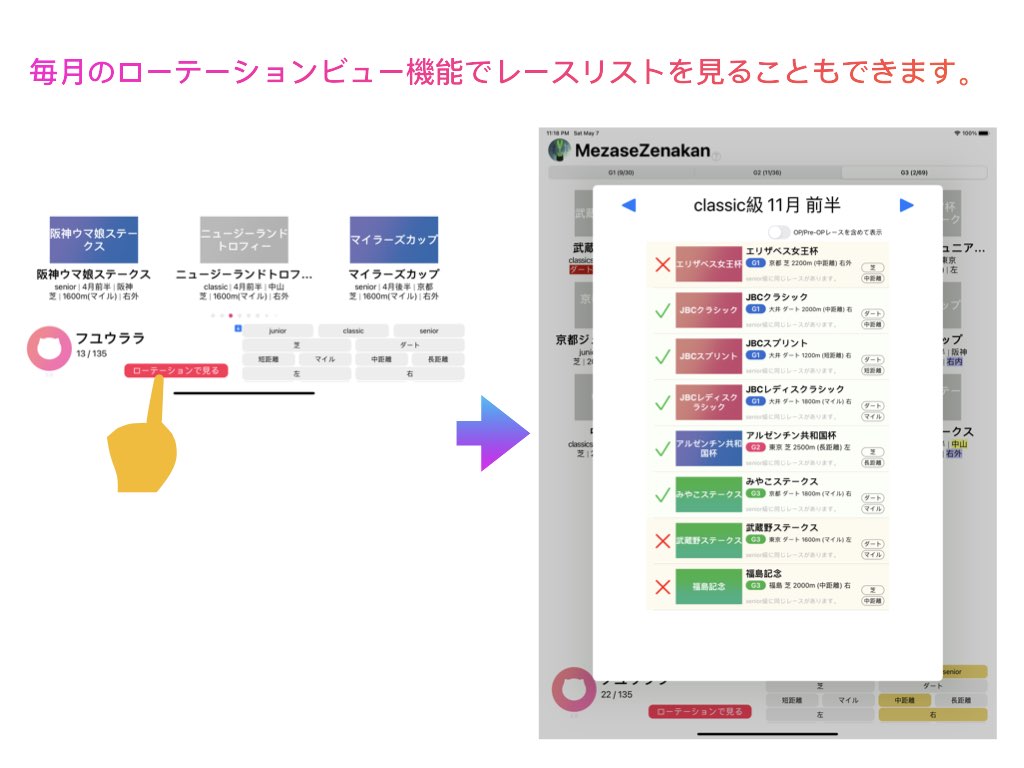 毎月のローテーションビュー機能でレースリストを見ることもできます。
阪神ウマ娘ステー
クス
阪神ウマ娘ステークス
senior | 4月前半 | 阪神
芝 | 1600m(マイル) | 右外
ニュージーランド
トロフィー
ニュージーランドトロフ...
classic | 4月前半 | 中山
芝 | 1600m(マイル) | 右外
マイラーズカップ
マイラーズカップ
senior | 4月後半 | 京都
芝 | 1600m(マイル) | 右外
フユウララ
13 / 135
ローテーションで見る
junior
classic
senior
芝
ダート
短距離
マイル
中距離
長距離
左
右
11:18 PM Sat May 7
100%
MezaseZenakan
G1 (9/30)
G2 (11/36)
G3 (2/69)
classic級 11月 前半
OP/Pre-OPレースを含めて表示
エリザベス女王杯
エリザベス女王杯
G1 京都 芝 2200m (中距離) 右外
senior級に同じレースがあります。
芝
中距離
JBCクラシック
JBCクラシック
G1 大井 ダート 2000m (中距離) 右
senior級に同じレースがあります。
ダート
中距離
JBCスプリント
JBCスプリント
G1 大井 ダート 1200m (短距離) 右
senior級に同じレースがあります。
ダート
短距離
JBCレディスク
ラシック
JBCレディスクラシック
G1 大井 ダート 1800m (マイル) 右
senior級に同じレースがあります。
ダート
マイル
アルゼンチン共和
国杯
アルゼンチン共和国杯
G2 東京 芝 2500m (長距離) 左
senior級に同じレースがあります。
芝
長距離
みやこステークス
みやこステークス
G3 京都 ダート 1800m (マイル) 右
senior級に同じレースがあります。
ダート
マイル
武蔵野ステークス
武蔵野ステークス
G3 東京 ダート 1600m (マイル) 左
senior級に同じレースがあります。
ダート
マイル
福島記念
福島記念
G3 福島 芝 2000m (中距離) 右
senior級に同じレースがあります。
芝
中距離
武蔵
classic
ダート
京都ジ
juni
芝 | 2
classics
芝 | 2
ュニア...
東京
| 左
ップ
| 阪神
| 右内
ークス
| 中山
| 右外
22 / 135
ローテーションで見る
senior
芝
ダート
短距離
マイル
中距離
長距離
左
右